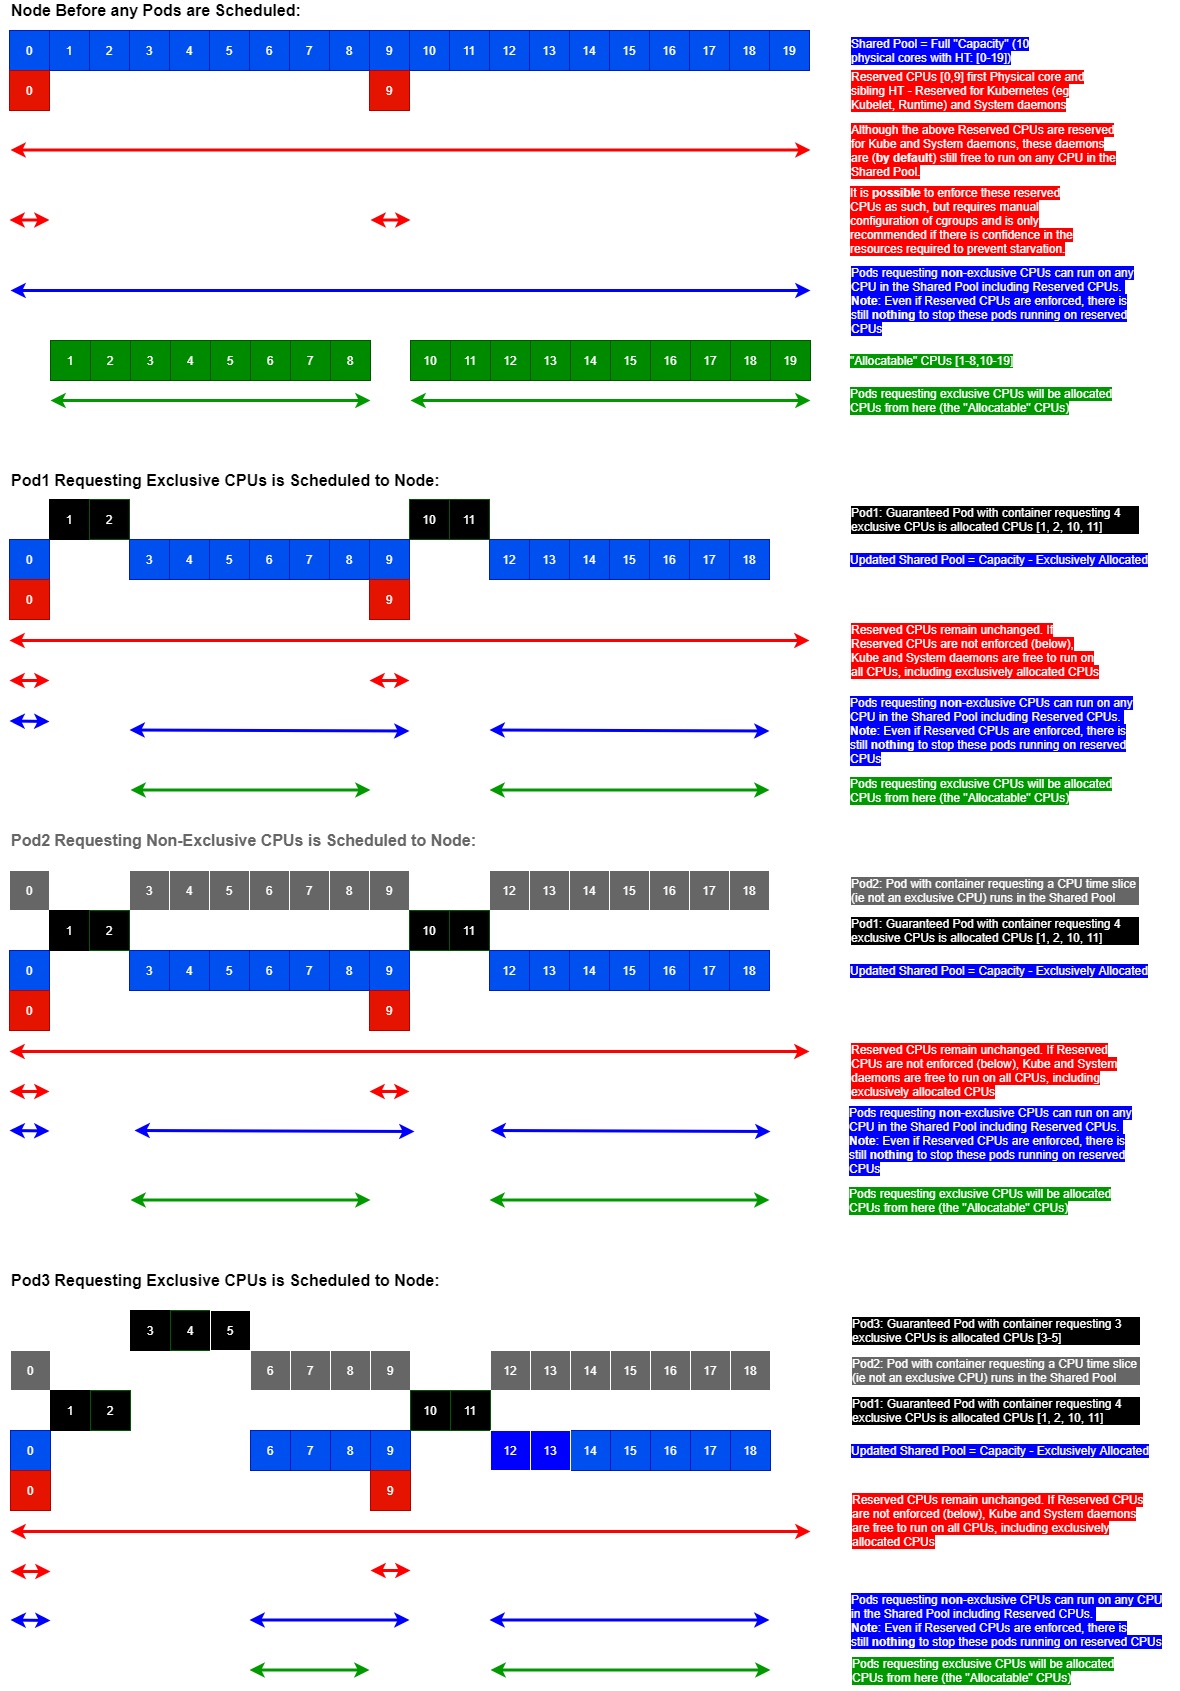 Node Before any Pods are Scheduled:
0 1 2 3 4 5 6 7 8 9 10 11 12 13 14 15 16 17 18 19
0 9
Shared Pool = Full "Capacity" (10
physical cores with HT: [0-19])
Reserved CPUs [0,9] first Physical core and
sibling HT - Reserved for Kubernetes (eg
Kubelet, Runtime) and System daemons
Although the above Reserved CPUs are reserved
for Kube and System daemons, these daemons
are (by default) still free to run on any CPU in the
Shared Pool.
It is possible to enforce these reserved
CPUs as such, but requires manual
configuration of cgroups and is only
recommended if there is confidence in the
resources required to prevent starvation.
Pods requesting non-exclusive CPUs can run on any
CPU in the Shared Pool including Reserved CPUs.
Note: Even if Reserved CPUs are enforced, there is
still nothing to stop these pods running on reserved
CPUs
1 2 3 4 5 6 7 8 10 11 12 13 14 15 16 17 18 19
"Allocatable" CPUs [1-8,10-19]
Pods requesting exclusive CPUs will be allocated
CPUs from here (the "Allocatable" CPUs)
Pod1 Requesting Exclusive CPUs is Scheduled to Node:
1 2 10 11
Pod1: Guaranteed Pod with container requesting 4
exclusive CPUs is allocated CPUs [1, 2, 10, 11]
0 3 4 5 6 7 8 9 12 13 14 15 16 17 18
Updated Shared Pool = Capacity - Exclusively Allocated
0 9
Reserved CPUs remain unchanged. If
Reserved CPUs are not enforced (below),
Kube and System daemons are free to run on
all CPUs, including exclusively allocated CPUs
Pods requesting non-exclusive CPUs can run on any
CPU in the Shared Pool including Reserved CPUs.
Note: Even if Reserved CPUs are enforced, there is
still nothing to stop these pods running on reserved
CPUs
Pods requesting exclusive CPUs will be allocated
CPUs from here (the "Allocatable" CPUs)
Pod2 Requesting Non-Exclusive CPUs is Scheduled to Node:
0 3 4 5 6 7 8 9 12 13 14 15 16 17 18
Pod2: Pod with container requesting a CPU time slice
(ie not an exclusive CPU) runs in the Shared Pool
1 2 10 11
Pod1: Guaranteed Pod with container requesting 4
exclusive CPUs is allocated CPUs [1, 2, 10, 11]
0 3 4 5 6 7 8 9 12 13 14 15 16 17 18
Updated Shared Pool = Capacity - Exclusively Allocated
0 9
Reserved CPUs remain unchanged. If Reserved
CPUs are not enforced (below), Kube and System
daemons are free to run on all CPUs, including
exclusively allocated CPUs
Pods requesting non-exclusive CPUs can run on any
CPU in the Shared Pool including Reserved CPUs.
Note: Even if Reserved CPUs are enforced, there is
still nothing to stop these pods running on reserved
CPUs
Pods requesting exclusive CPUs will be allocated
CPUs from here (the "Allocatable" CPUs)
Pod3 Requesting Exclusive CPUs is Scheduled to Node:
3 4 5
Pod3: Guaranteed Pod with container requesting 3
exclusive CPUs is allocated CPUs [3-5]
0 6 7 8 9 12 13 14 15 16 17 18
Pod2: Pod with container requesting a CPU time slice
(ie not an exclusive CPU) runs in the Shared Pool
1 2 10 11
Pod1: Guaranteed Pod with container requesting 4
exclusive CPUs is allocated CPUs [1, 2, 10, 11]
0 6 7 8 9 12 13 14 15 16 17 18
Updated Shared Pool = Capacity - Exclusively Allocated
0 9
Reserved CPUs remain unchanged. If Reserved CPUs
are not enforced (below), Kube and System daemons
are free to run on all CPUs, including exclusively
allocated CPUs
Pods requesting non-exclusive CPUs can run on any CPU
in the Shared Pool including Reserved CPUs.
Note: Even if Reserved CPUs are enforced, there is
still nothing to stop these pods running on reserved CPUs
Pods requesting exclusive CPUs will be allocated
CPUs from here (the "Allocatable" CPUs)